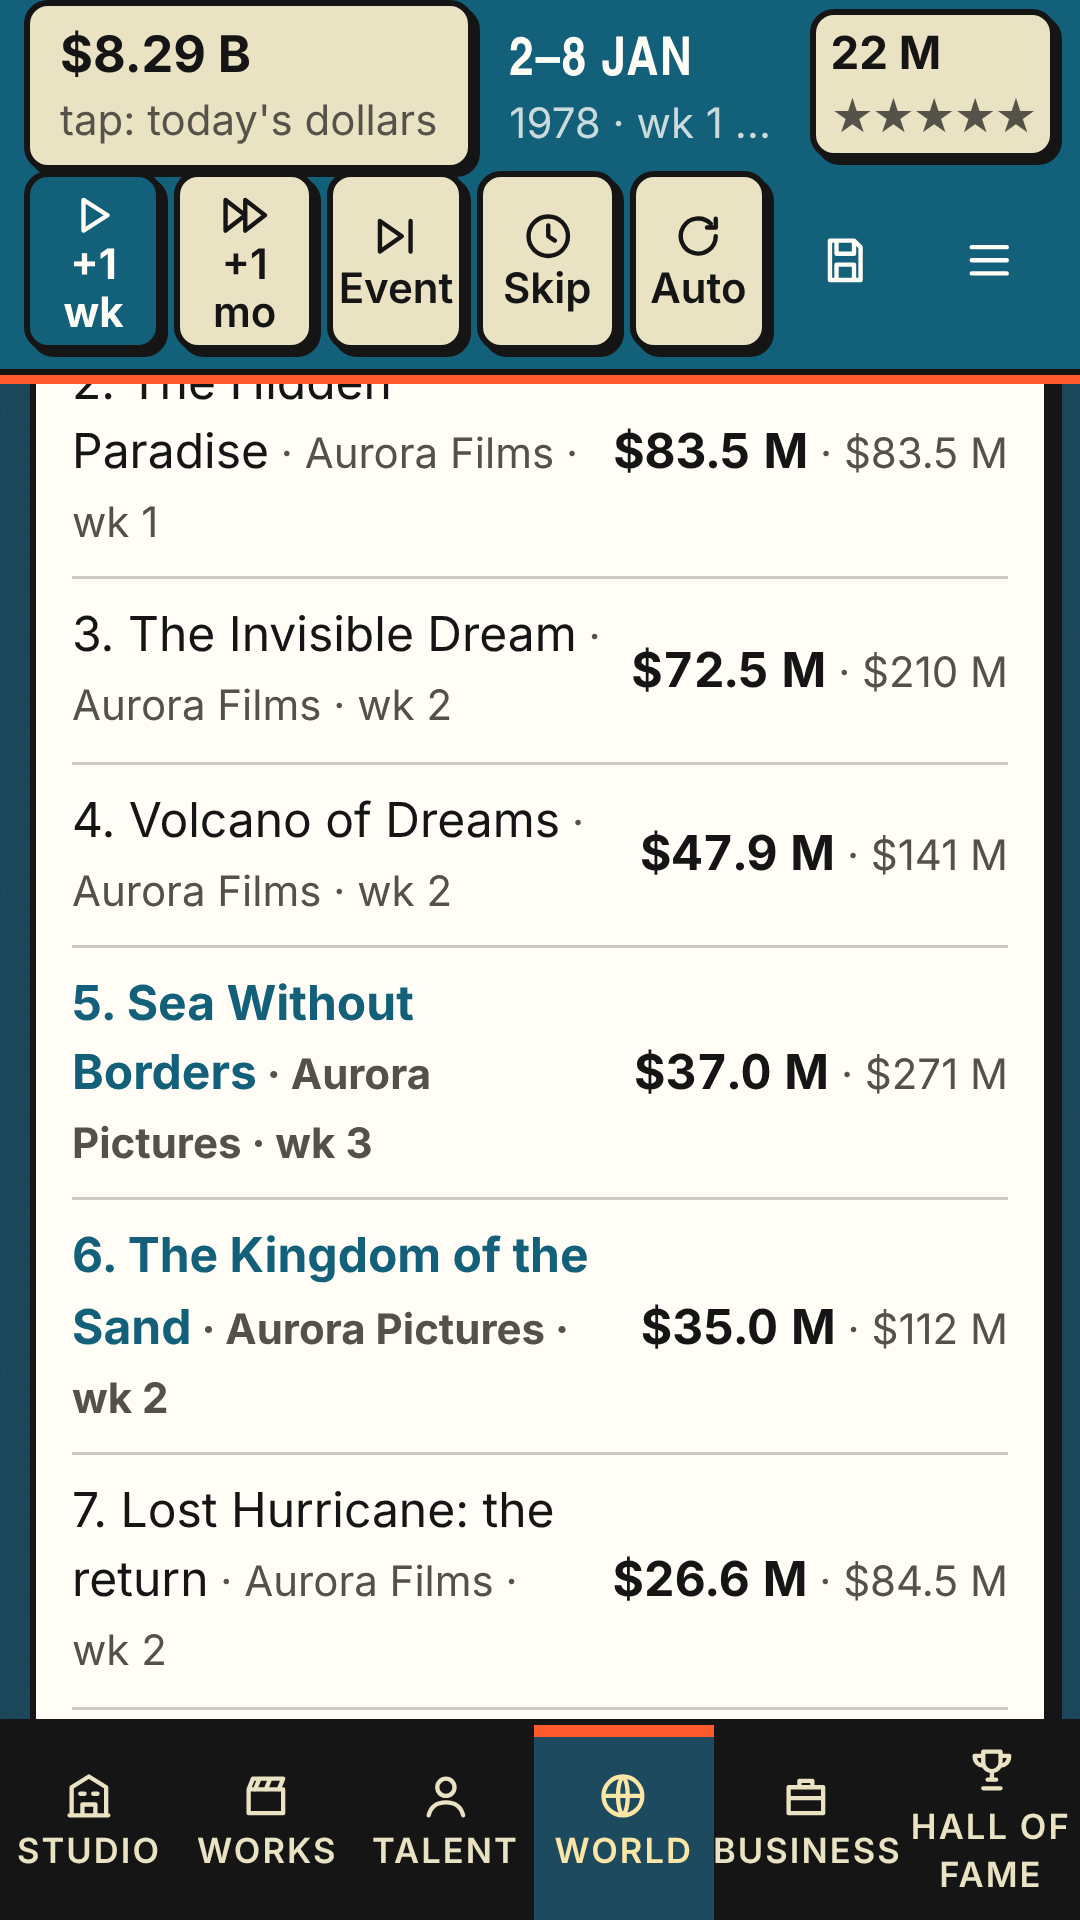 $8.29 B
tap: today's dollars
2–8 JAN
1978 · wk 1 ...
22 M
★★★★★
+1
wk
+1
mo
Event
Skip
Auto
2. The Hidden
Paradise · Aurora Films ·
wk 1
$83.5 M · $83.5 M
3. The Invisible Dream ·
Aurora Films · wk 2
$72.5 M · $210 M
4. Volcano of Dreams ·
Aurora Films · wk 2
$47.9 M · $141 M
5. Sea Without
Borders · Aurora
Pictures · wk 3
$37.0 M · $271 M
6. The Kingdom of the
Sand · Aurora Pictures ·
wk 2
$35.0 M · $112 M
7. Lost Hurricane: the
return · Aurora Films ·
wk 2
$26.6 M · $84.5 M
STUDIO
WORKS
TALENT
WORLD
BUSINESS
HALL OF
FAME